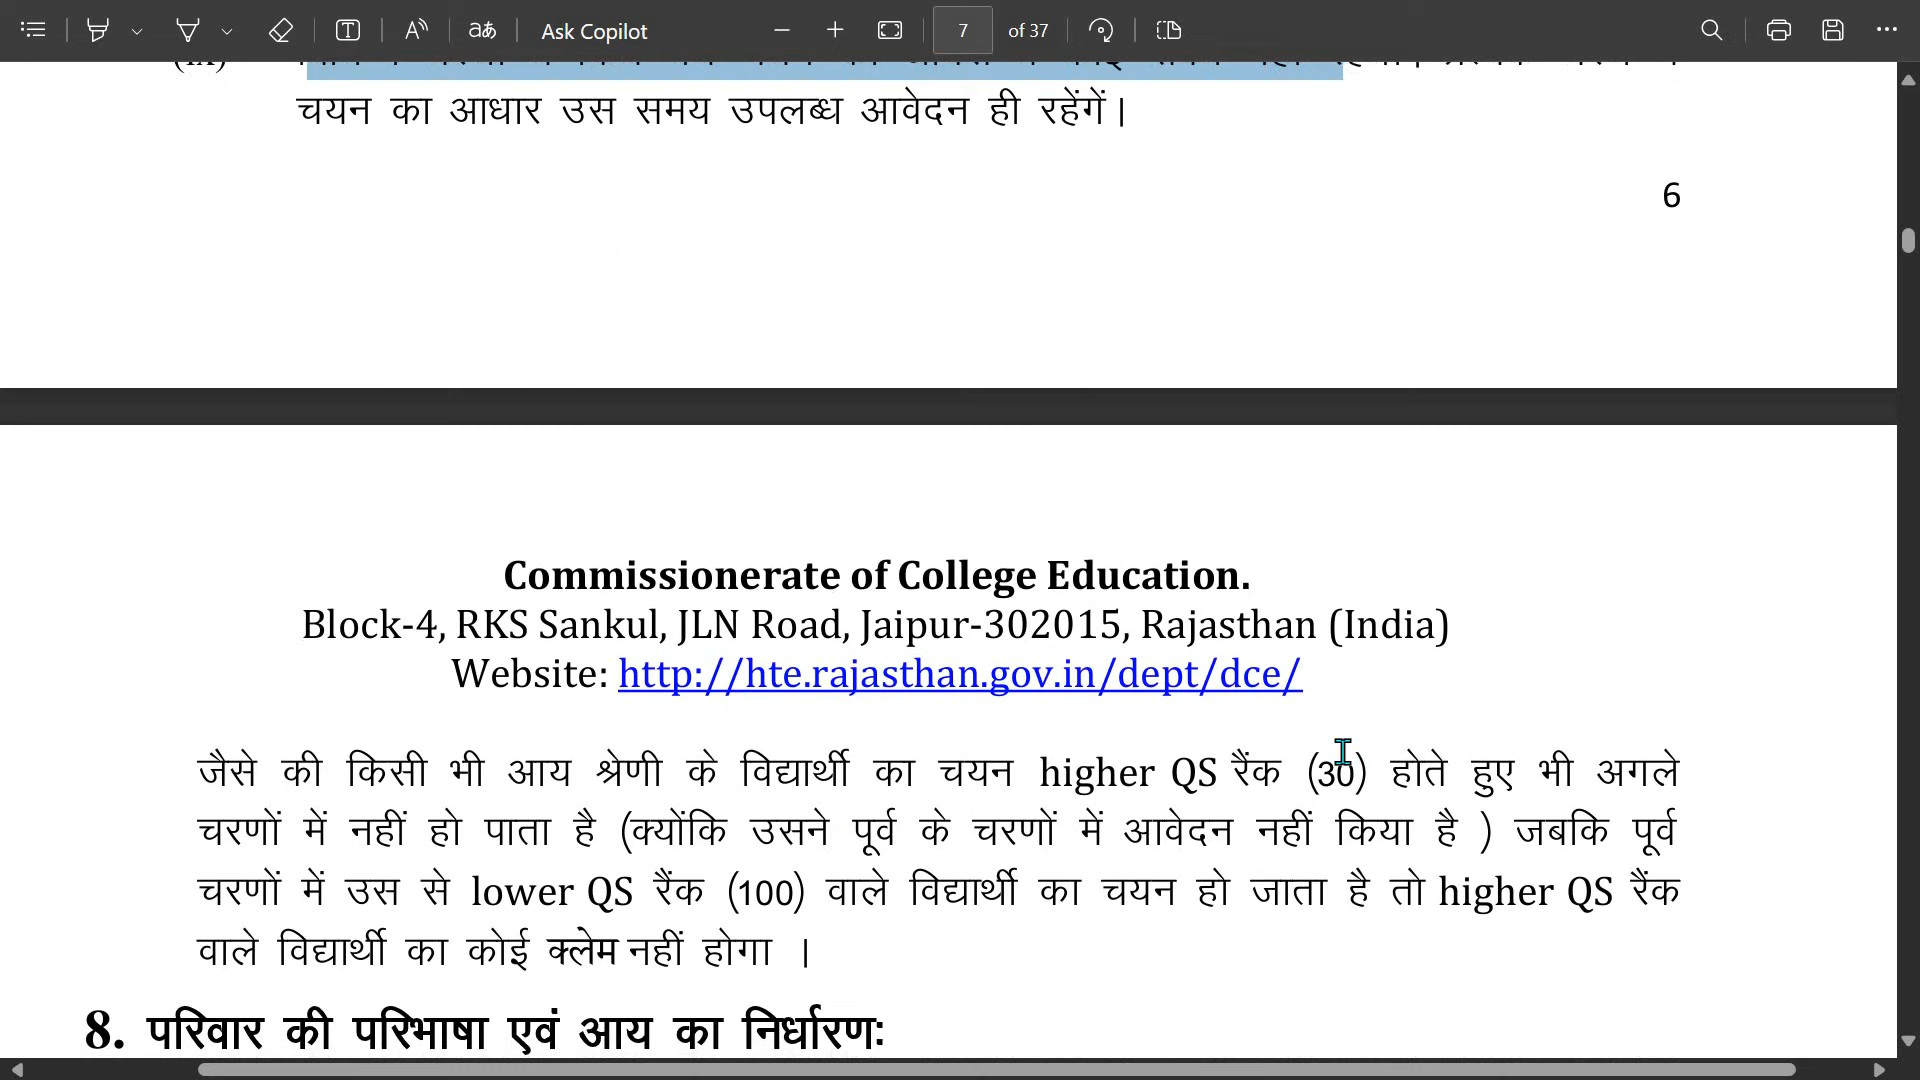 Ask Copilot
7 of 37
(ix)
चयन का आधार उस समय उपलब्ध आवेदन ही रहेंगें।
6
Commissionerate of College Education.
Block-4, RKS Sankul, JLN Road, Jaipur-302015, Rajasthan (India)
Website: http://hte.rajasthan.gov.in/dept/dce/
जैसे की किसी भी आय श्रेणी के विद्यार्थी का चयन higher QS रैंक (30) होते हुए भी अगले
चरणों में नहीं हो पाता है (क्योंकि उसने पूर्व के चरणों में आवेदन नहीं किया है ) जबकि पूर्व
चरणों में उस से lower QS रैंक (100) वाले विद्यार्थी का चयन हो जाता है तो higher QS रैंक
वाले विद्यार्थी का कोई क्लेम नहीं होगा ।
8. परिवार की परिभाषा एवं आय का निर्धारण: